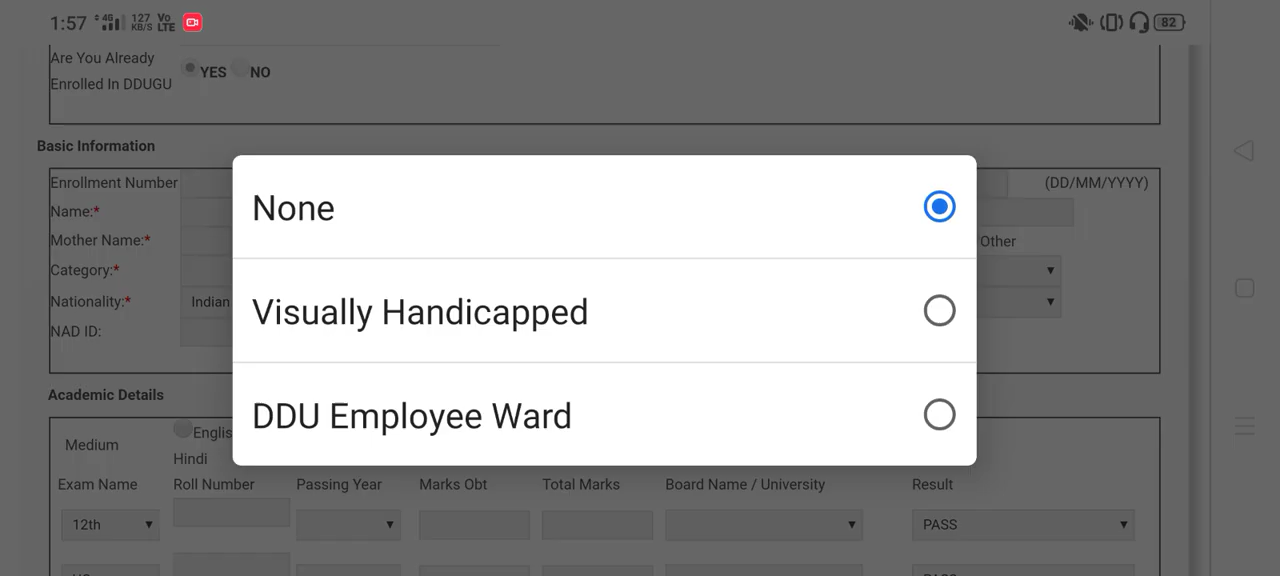 1:57 4G 127 KB/S Vo LTE 82
Are You Already
Enrolled In DDUGU
YES NO
Basic Information
Enrollment Number (DD/MM/YYYY)
Name:*
Mother Name:* Other
Category:*
Nationality:* Indian
NAD ID:
None
Visually Handicapped
DDU Employee Ward
Academic Details
Medium Englis
Hindi
Exam Name Roll Number Passing Year Marks Obt Total Marks Board Name / University Result
12th PASS